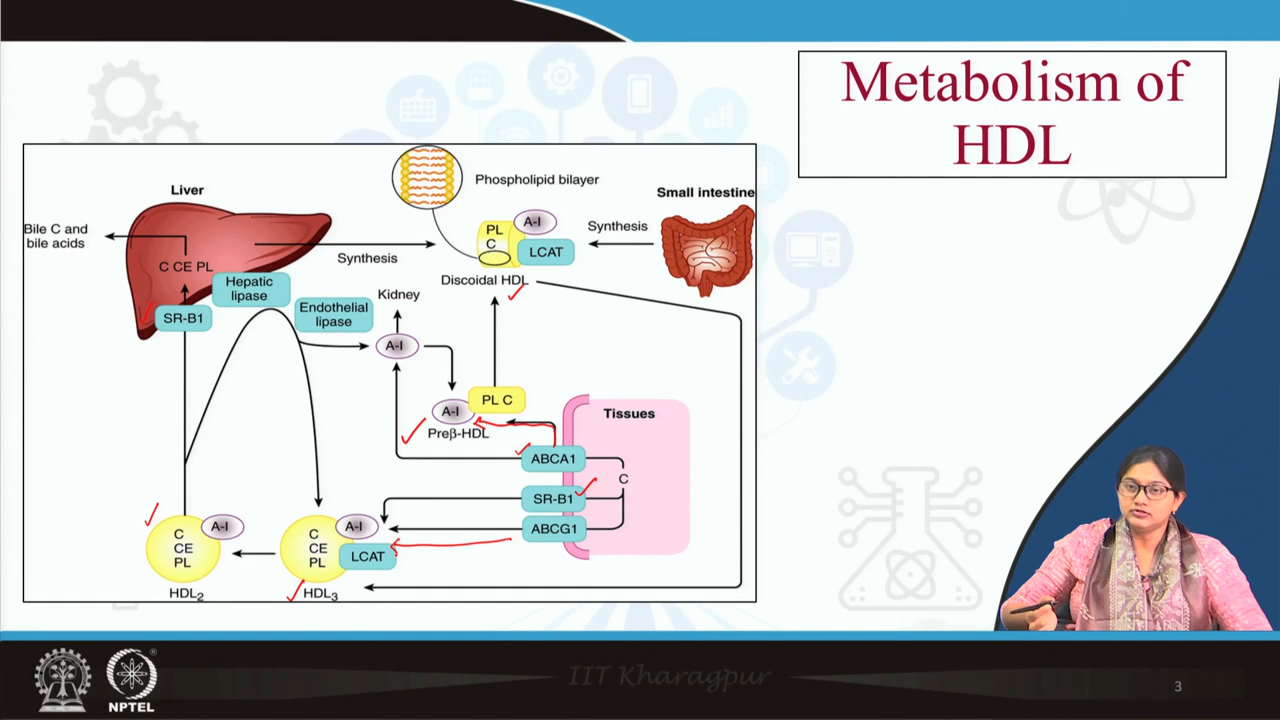 Metabolism of
HDL
Phospholipid bilayer
Liver
Small intestine
Bile C and
bile acids
PL
C
A-I
LCAT
Synthesis
C CE PL
Synthesis
Discoidal HDL
Hepatic
lipase
Kidney
SR-B1
Endothelial
lipase
A-I
PL C
A-I
Tissues
Preβ-HDL
ABCA1
C
SR-B1
C
CE
PL
A-I
C
CE
PL
A-I
LCAT
ABCG1
HDL2
HDL3
IIT Kharagpur
NPTEL
®
3